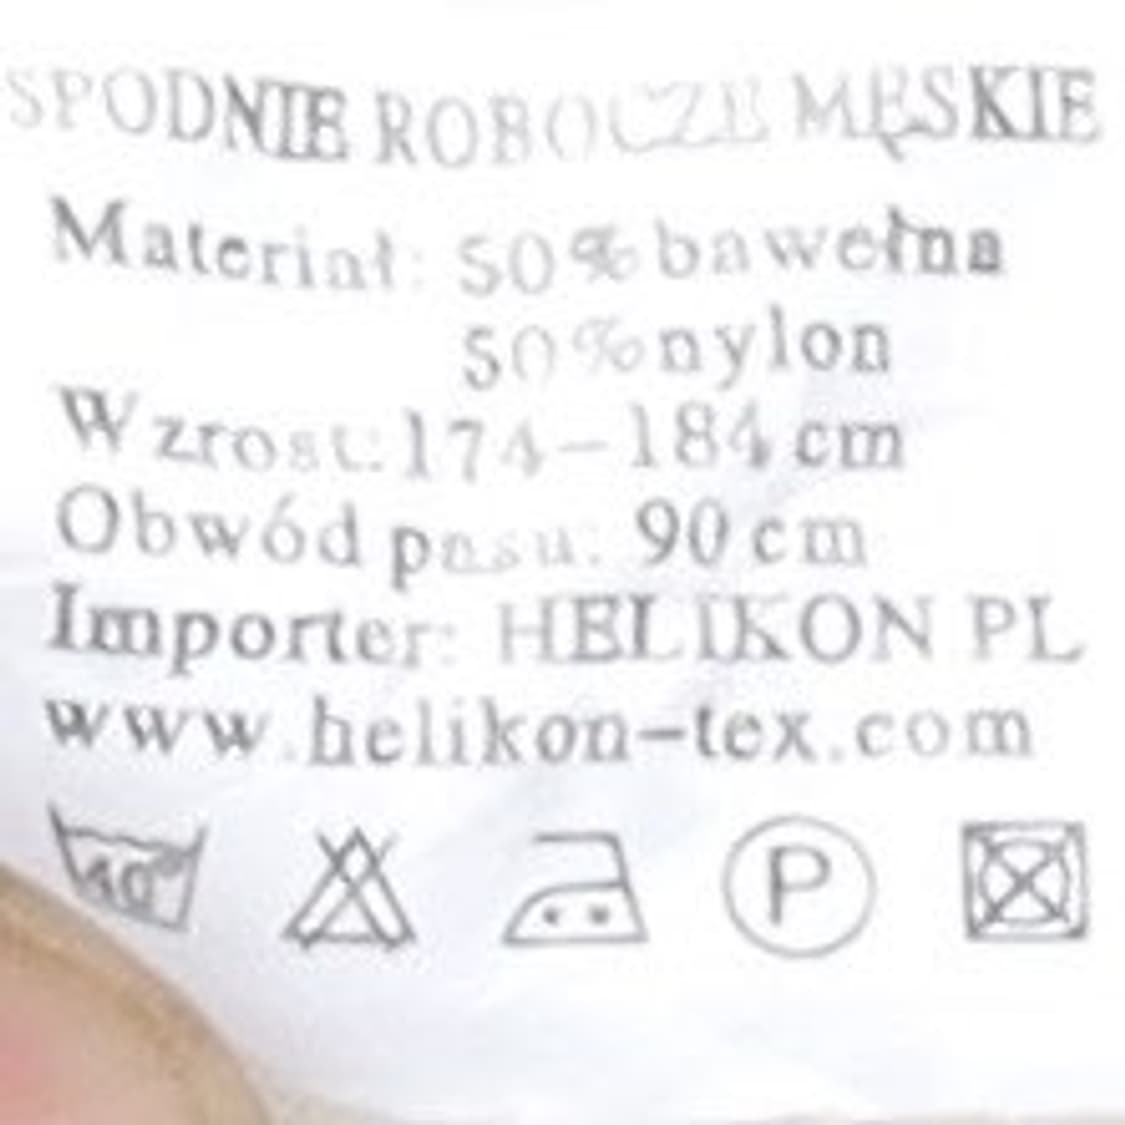 SPODNIE ROBOCZE MĘSKIE
Materiał: 50% bawełna
50% nylon
Wzrost: 174-184 cm
Obwód pasu: 90 cm
Importer: HELIKON PL
www.helikon-tex.com
40° P